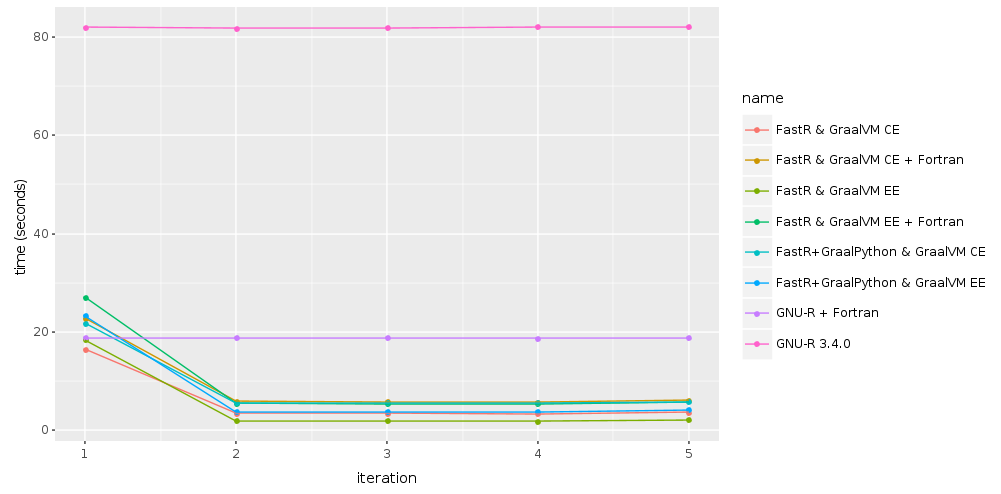 80
60
40
20
0
time (seconds)
1 2 3 4 5
iteration
name
FastR & GraalVM CE
FastR & GraalVM CE + Fortran
FastR & GraalVM EE
FastR & GraalVM EE + Fortran
FastR+GraalPython & GraalVM CE
FastR+GraalPython & GraalVM EE
GNU-R + Fortran
GNU-R 3.4.0